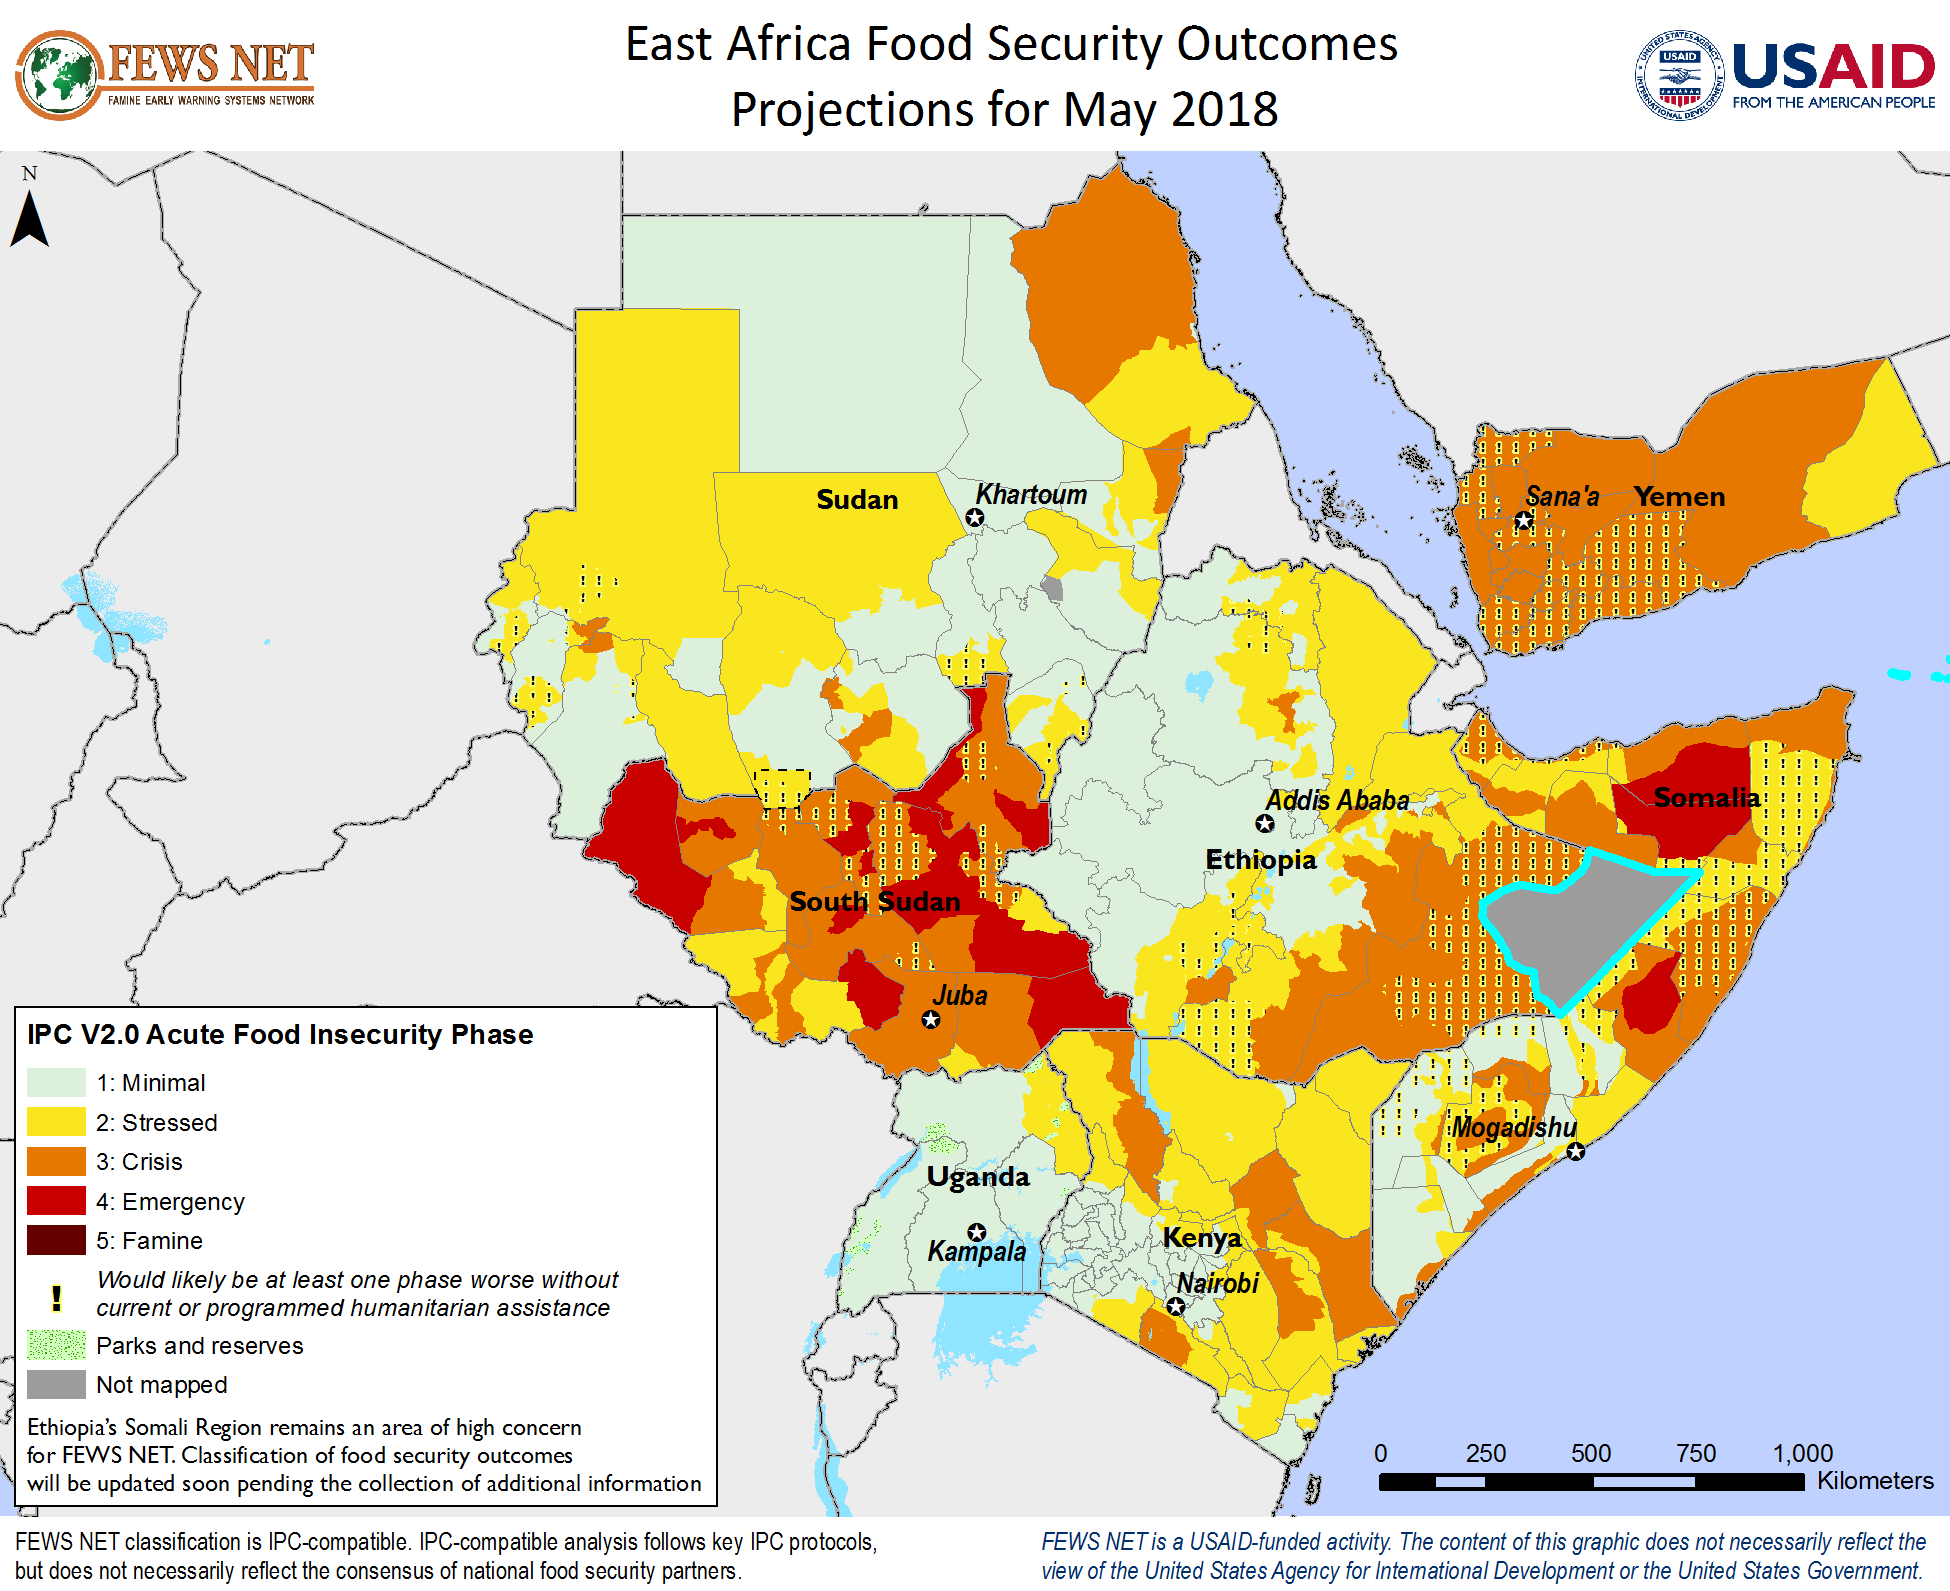 FEWS NET
FAMINE EARLY WARNING SYSTEMS NETWORK
East Africa Food Security Outcomes
Projections for May 2018
UNITED STATES AGENCY
USAID
INTERNATIONAL DEVELOPMENT
USAID
FROM THE AMERICAN PEOPLE
N
Sudan
Khartoum
Sana'a
Yemen
Addis Ababa
Somalia
Ethiopia
South Sudan
Juba
Mogadishu
Uganda
Kampala
Kenya
Nairobi
IPC V2.0 Acute Food Insecurity Phase
1: Minimal
2: Stressed
3: Crisis
4: Emergency
5: Famine
! Would likely be at least one phase worse without
current or programmed humanitarian assistance
Parks and reserves
Not mapped
Ethiopia's Somali Region remains an area of high concern
for FEWS NET. Classification of food security outcomes
will be updated soon pending the collection of additional information
0 250 500 750 1,000
Kilometers
FEWS NET classification is IPC-compatible. IPC-compatible analysis follows key IPC protocols,
but does not necessarily reflect the consensus of national food security partners.
FEWS NET is a USAID-funded activity. The content of this graphic does not necessarily reflect the
view of the United States Agency for International Development or the United States Government.